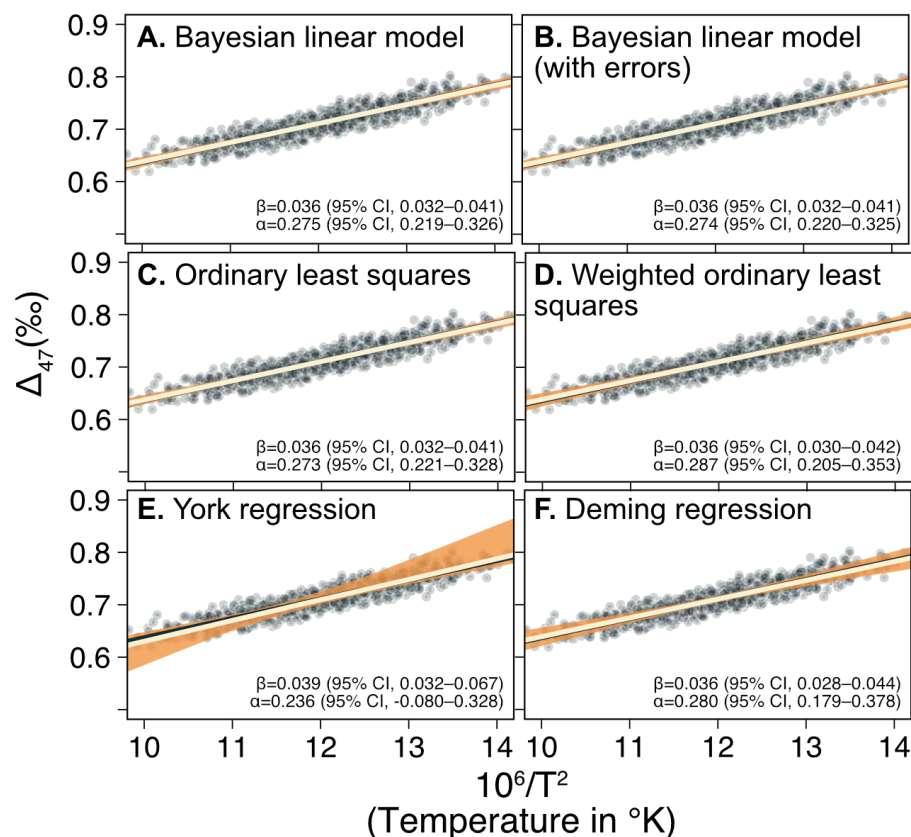 A. Bayesian linear model
B. Bayesian linear model
(with errors)
0.9
0.8
0.7
0.6
β=0.036 (95% CI, 0.032–0.041)
α=0.275 (95% CI, 0.219–0.326)
β=0.036 (95% CI, 0.032–0.041)
α=0.274 (95% CI, 0.220–0.325)
C. Ordinary least squares
D. Weighted ordinary least
squares
0.9
0.8
0.7
0.6
Δ47(‰)
β=0.036 (95% CI, 0.032–0.041)
α=0.273 (95% CI, 0.221–0.328)
β=0.036 (95% CI, 0.030–0.042)
α=0.287 (95% CI, 0.205–0.353)
E. York regression
F. Deming regression
0.9
0.8
0.7
0.6
β=0.039 (95% CI, 0.032–0.067)
α=0.236 (95% CI, -0.080–0.328)
β=0.036 (95% CI, 0.028–0.044)
α=0.280 (95% CI, 0.179–0.378)
10 11 12 13 14
10 11 12 13 14
10⁶/T²
(Temperature in °K)